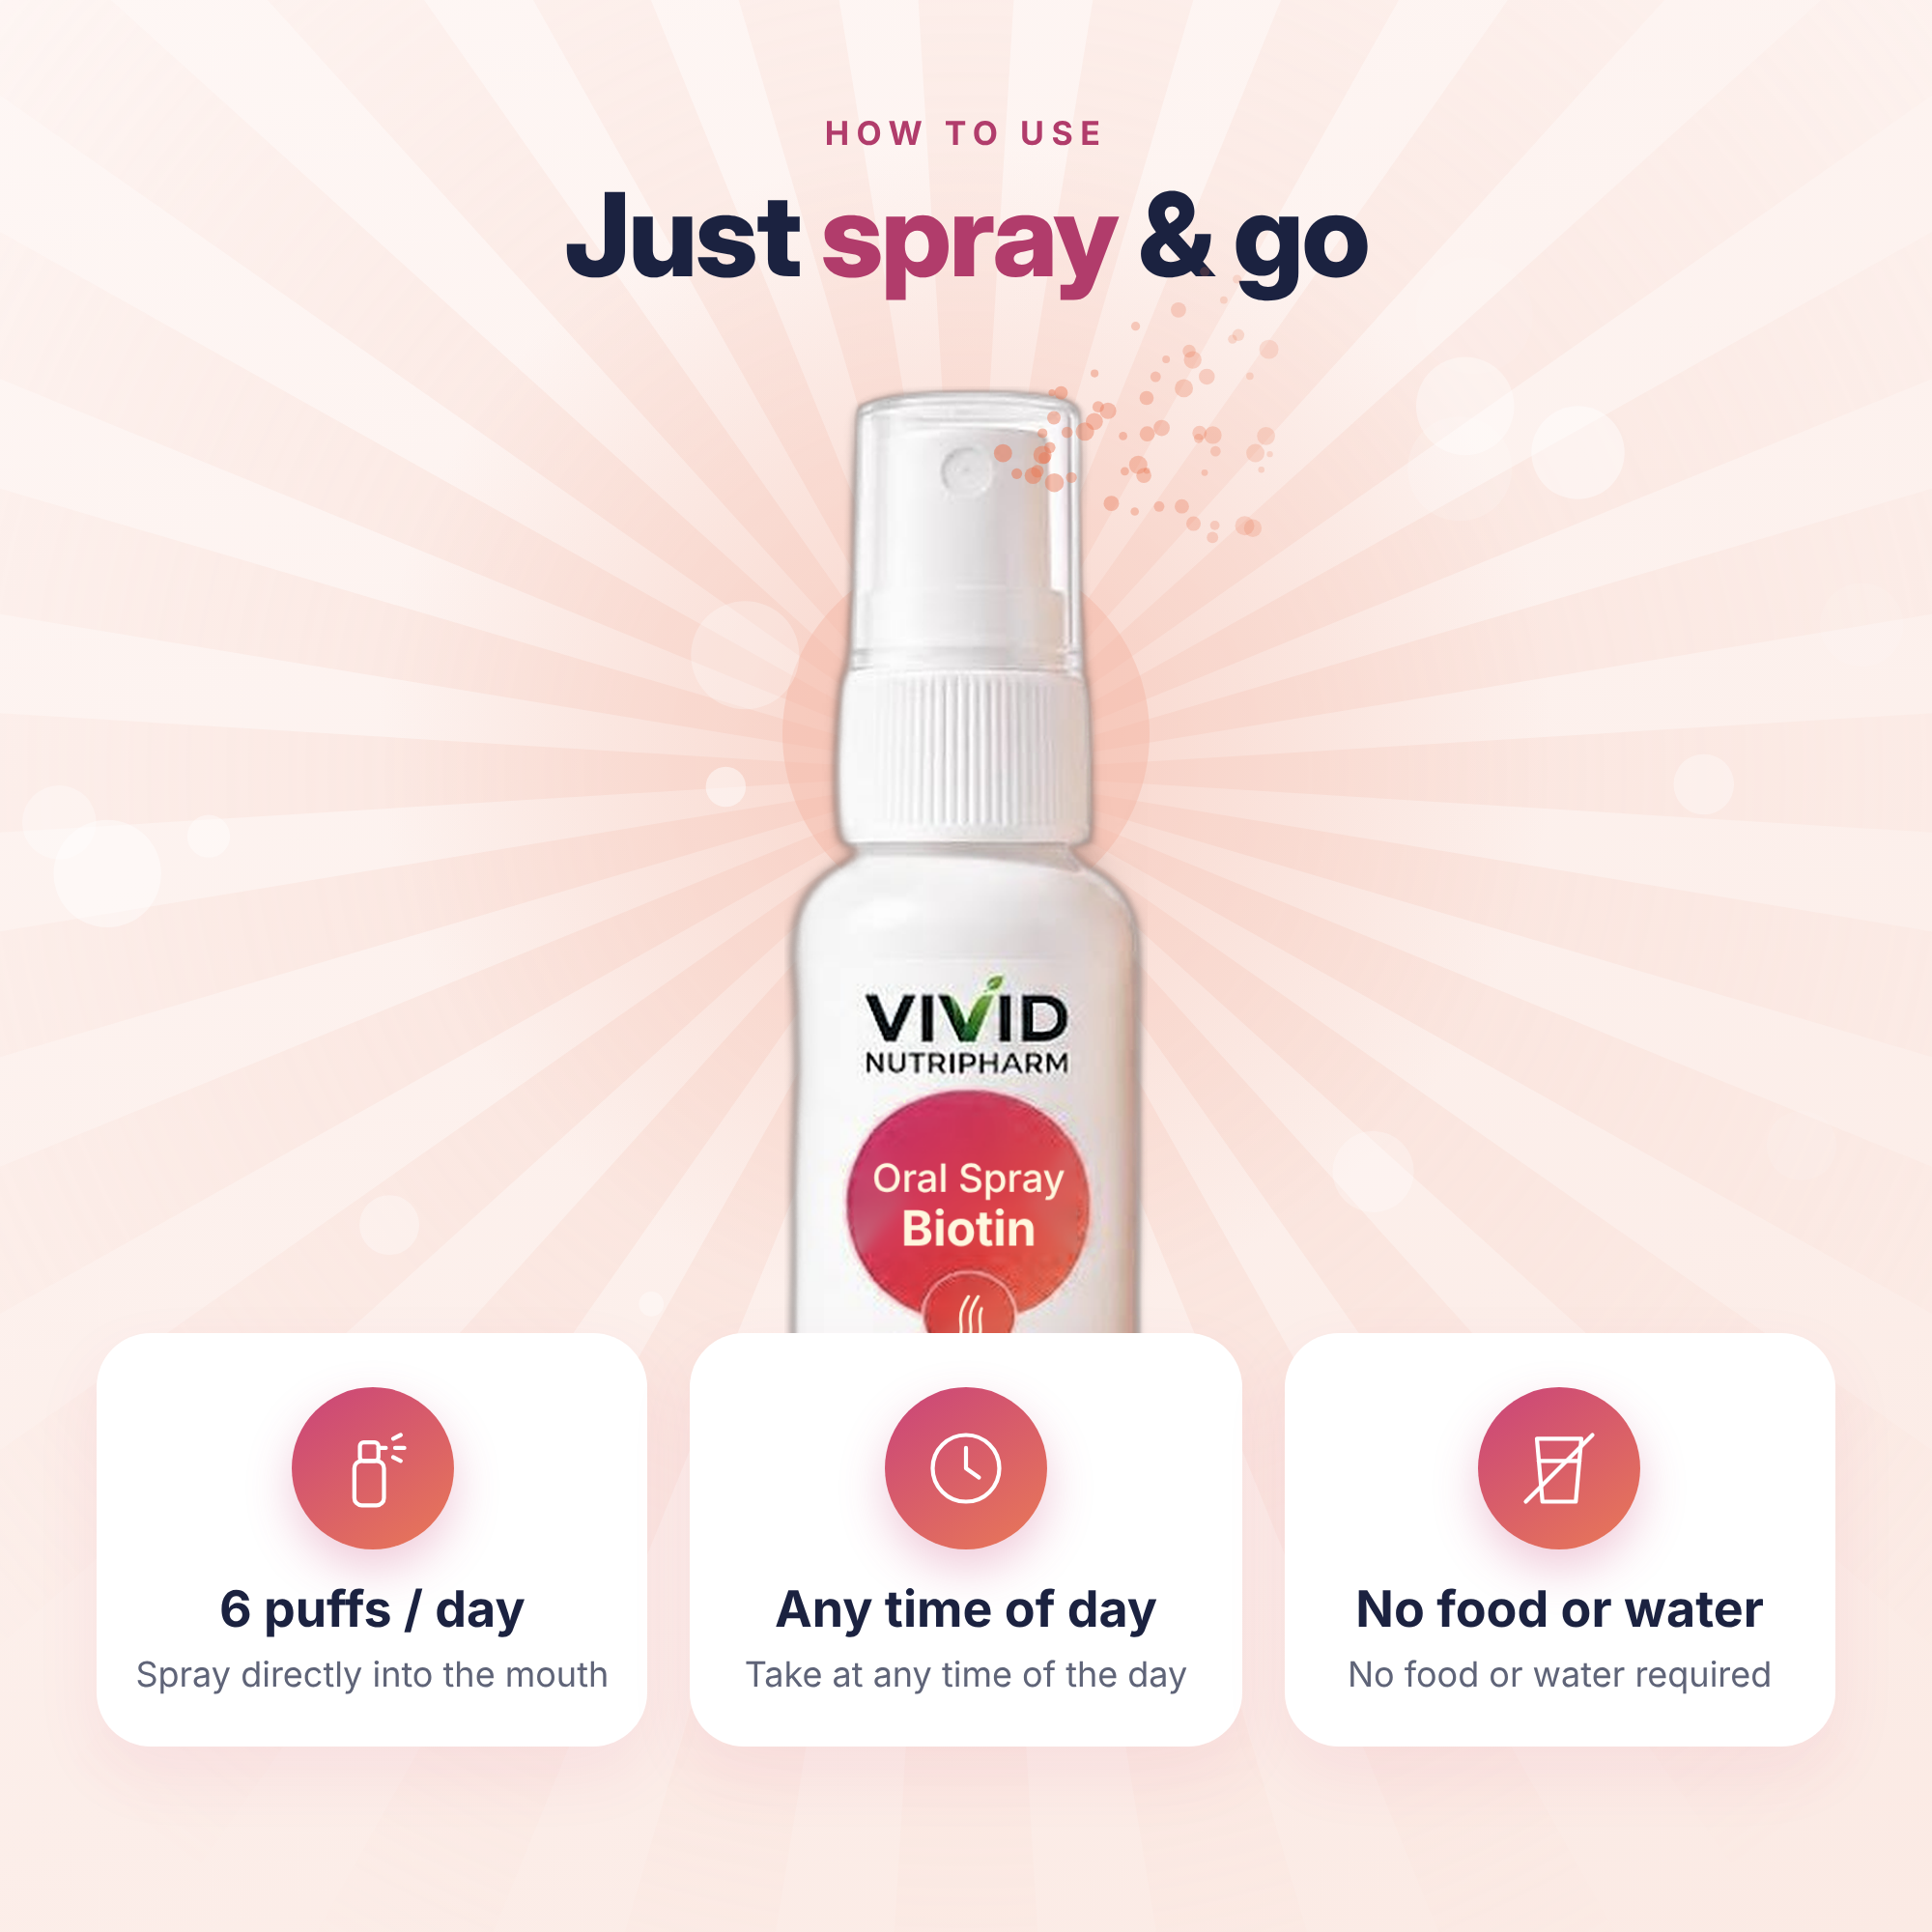 HOW TO USE
Just spray & go
VIVID
NUTRIPHARM
Oral Spray
Biotin
6 puffs / day
Spray directly into the mouth
Any time of day
Take at any time of the day
No food or water
No food or water required